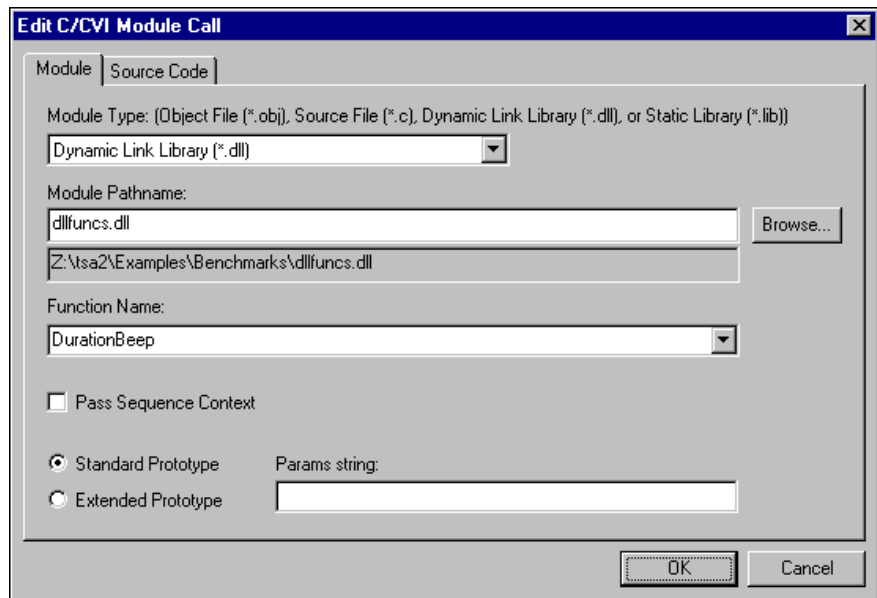 Edit C/CVI Module Call
Module
Source Code
Module Type: (Object File (*.obj), Source File (*.c), Dynamic Link Library (*.dll), or Static Library (*.lib))
Dynamic Link Library (*.dll)
Module Pathname:
dllfuncs.dll
Browse...
Z:\tsa2\Examples\Benchmarks\dllfuncs.dll
Function Name:
DurationBeep
Pass Sequence Context
Standard Prototype
Params string:
Extended Prototype
OK
Cancel